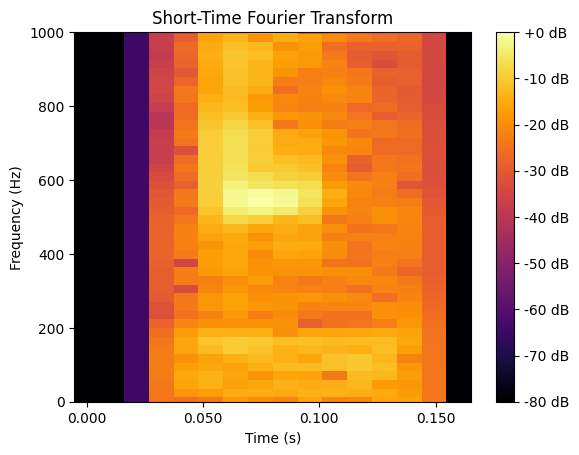 Short-Time Fourier Transform
1000
800
600
400
200
0
Frequency (Hz)
0.000
0.050
0.100
0.150
Time (s)
+0 dB
-10 dB
-20 dB
-30 dB
-40 dB
-50 dB
-60 dB
-70 dB
-80 dB